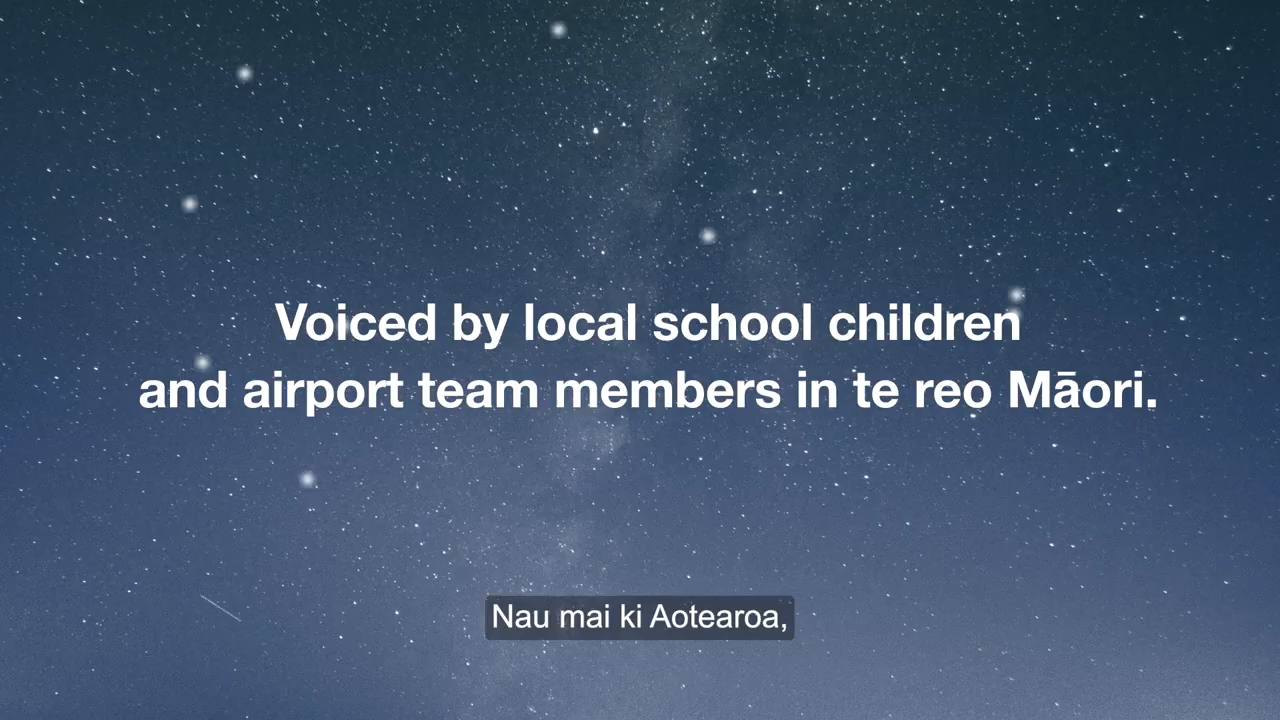 Voiced by local school children
and airport team members in te reo Māori.
Nau mai ki Aotearoa,